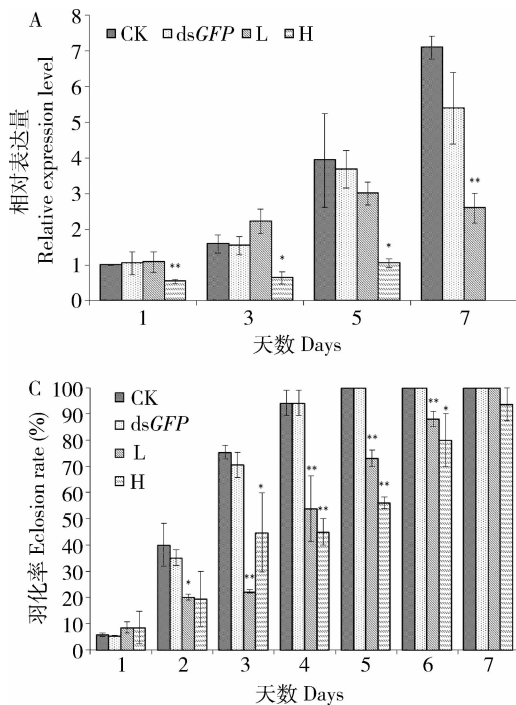 A
CK dsGFP L H
8
7
6
5
4
3
2
1
0
相对表达量
Relative expression level
** * * **
1 3 5 7
天数 Days
C
CK
dsGFP
L
H
100
90
80
70
60
50
40
30
20
10
0
羽化率 Eclosion rate (%)
* ** * ** ** ** ** ** *
1 2 3 4 5 6 7
天数 Days